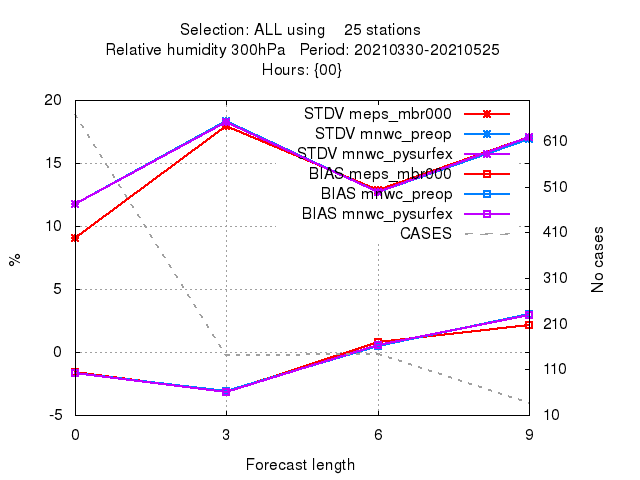 Selection: ALL using 25 stations
Relative humidity 300hPa Period: 20210330-20210525
Hours: {00}
STDV meps_mbr000
STDV mnwc_preop
STDV mnwc_pysurfex
BIAS meps_mbr000
BIAS mnwc_preop
BIAS mnwc_pysurfex
CASES
20
15
10
5
0
-5
%
610
510
410
310
210
110
10
No cases
0 3 6 9
Forecast length